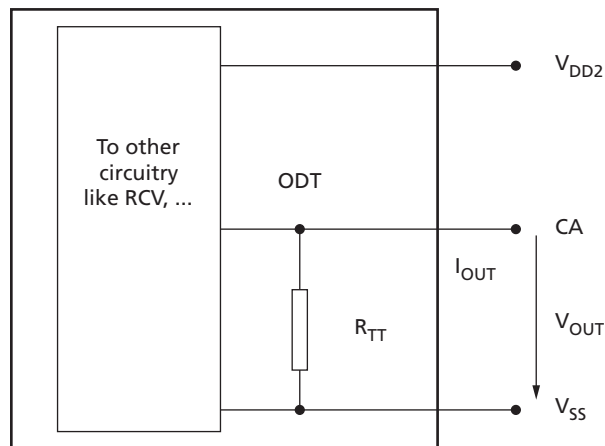 V_DD2
To other
circuitry
like RCV, ...
ODT
CA
I_OUT
R_TT
V_OUT
V_SS